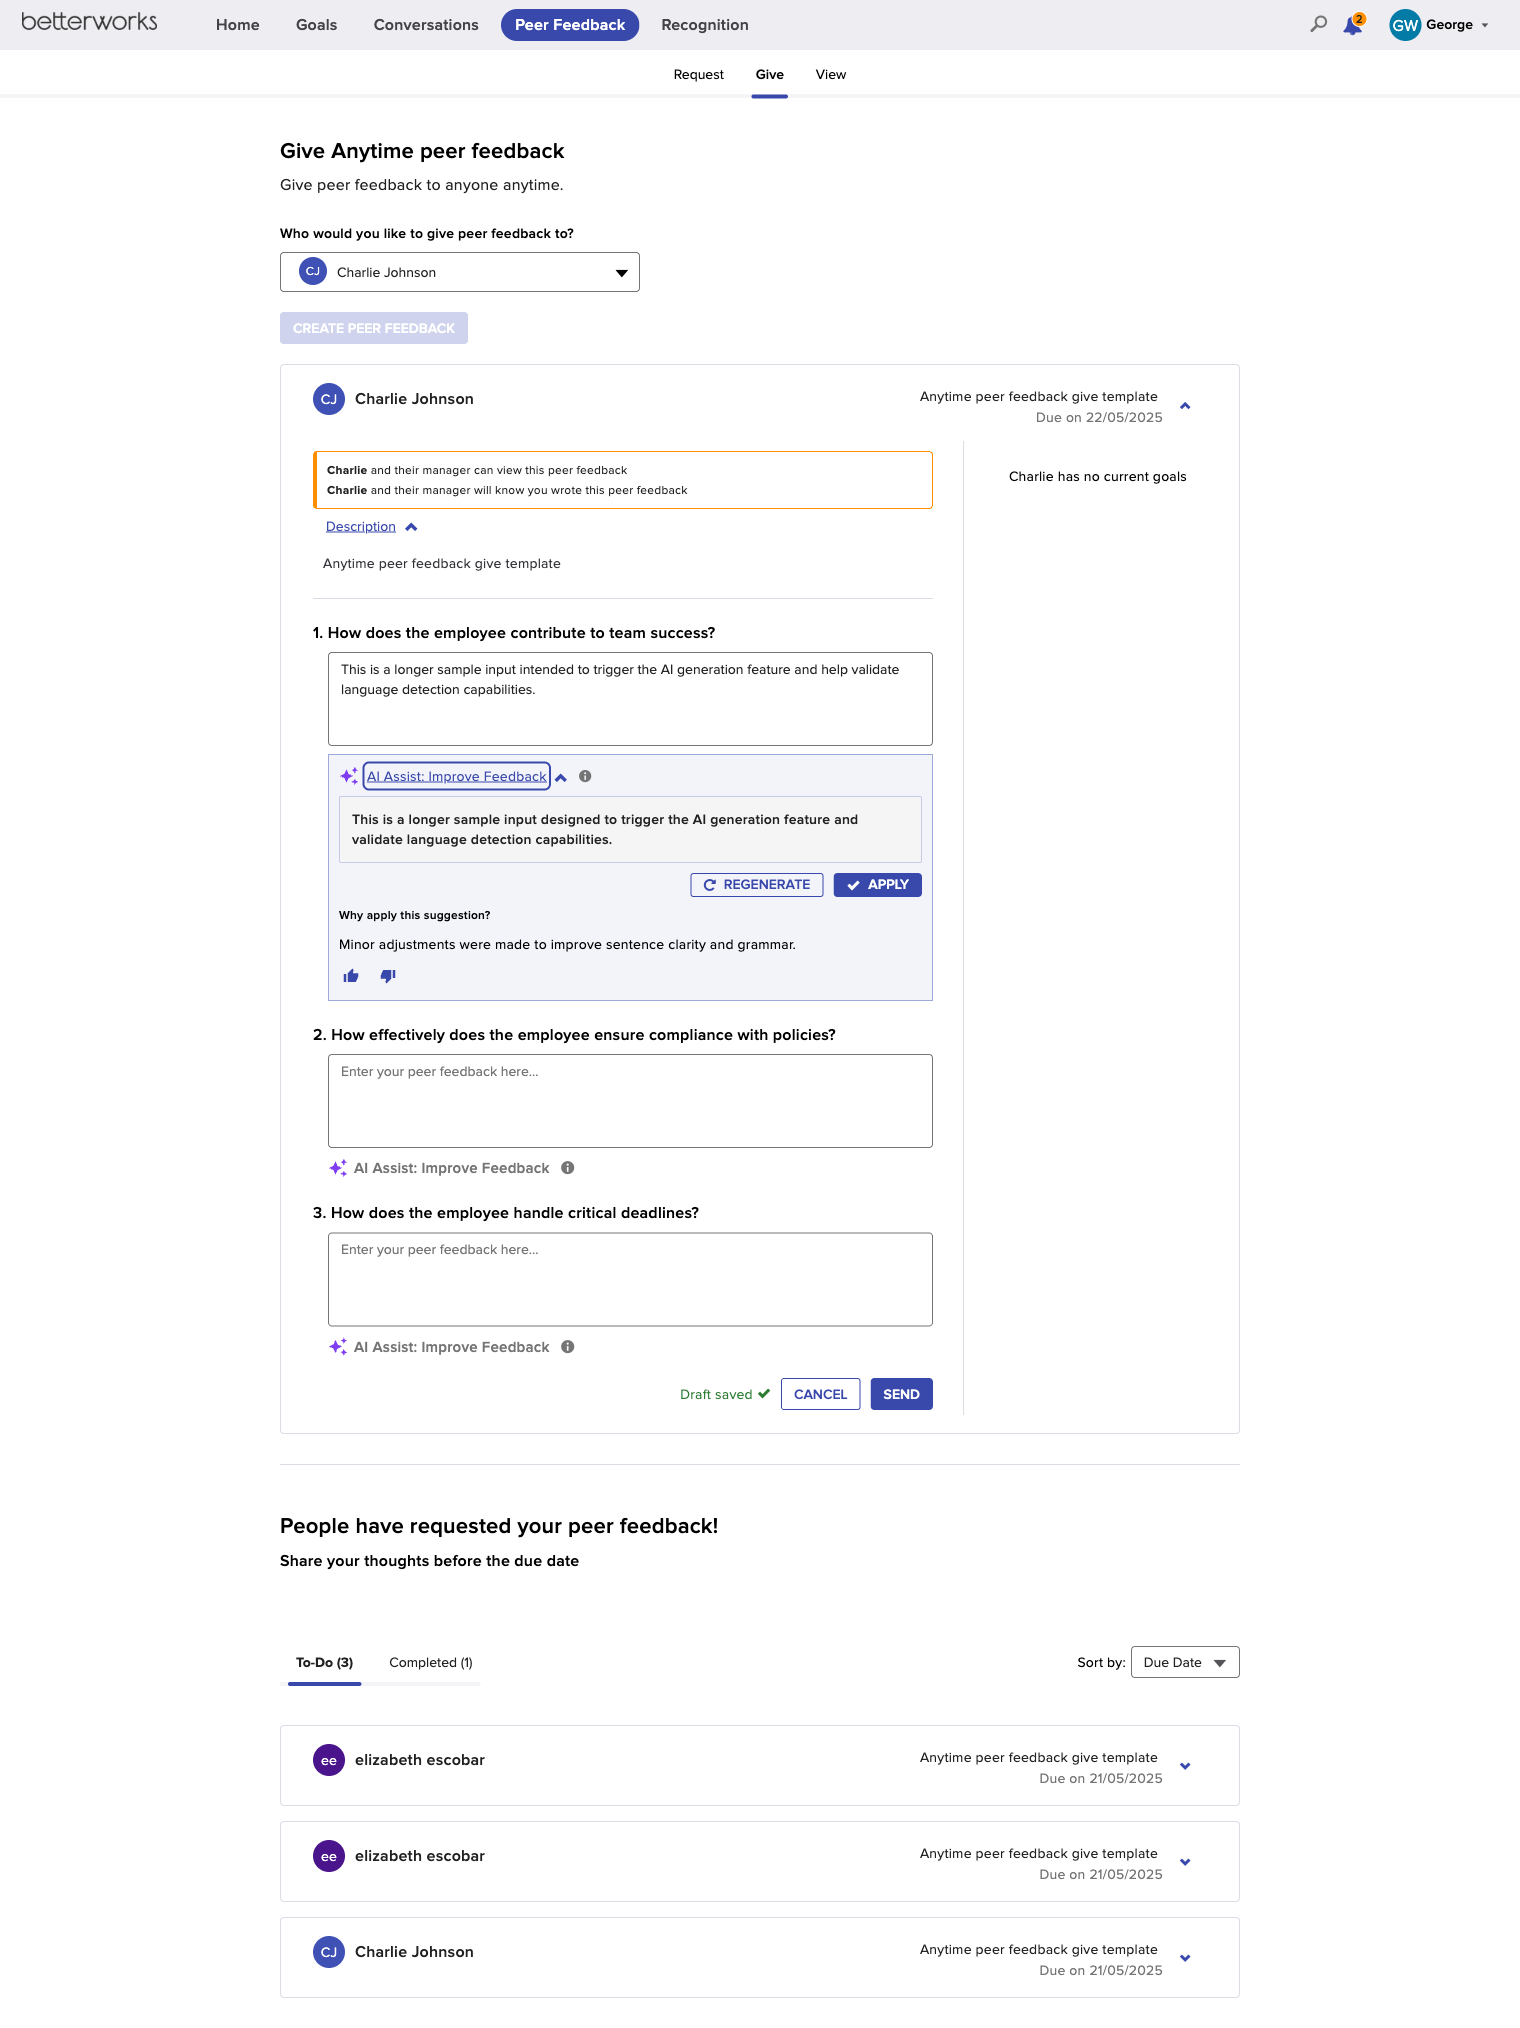 betterworks
Home Goals Conversations Peer Feedback Recognition
2
GW George
Request Give View
Give Anytime peer feedback
Give peer feedback to anyone anytime.
Who would you like to give peer feedback to?
CJ Charlie Johnson
CREATE PEER FEEDBACK
CJ Charlie Johnson
Anytime peer feedback give template
Due on 22/05/2025
Charlie and their manager can view this peer feedback
Charlie and their manager will know you wrote this peer feedback
Charlie has no current goals
Description
Anytime peer feedback give template
1. How does the employee contribute to team success?
This is a longer sample input intended to trigger the AI generation feature and help validate
language detection capabilities.
AI Assist: Improve Feedback
This is a longer sample input designed to trigger the AI generation feature and
validate language detection capabilities.
REGENERATE APPLY
Why apply this suggestion?
Minor adjustments were made to improve sentence clarity and grammar.
2. How effectively does the employee ensure compliance with policies?
Enter your peer feedback here...
AI Assist: Improve Feedback
3. How does the employee handle critical deadlines?
Enter your peer feedback here...
AI Assist: Improve Feedback
Draft saved CANCEL SEND
People have requested your peer feedback!
Share your thoughts before the due date
To-Do (3) Completed (1)
Sort by: Due Date
ee elizabeth escobar
Anytime peer feedback give template
Due on 21/05/2025
ee elizabeth escobar
Anytime peer feedback give template
Due on 21/05/2025
CJ Charlie Johnson
Anytime peer feedback give template
Due on 21/05/2025